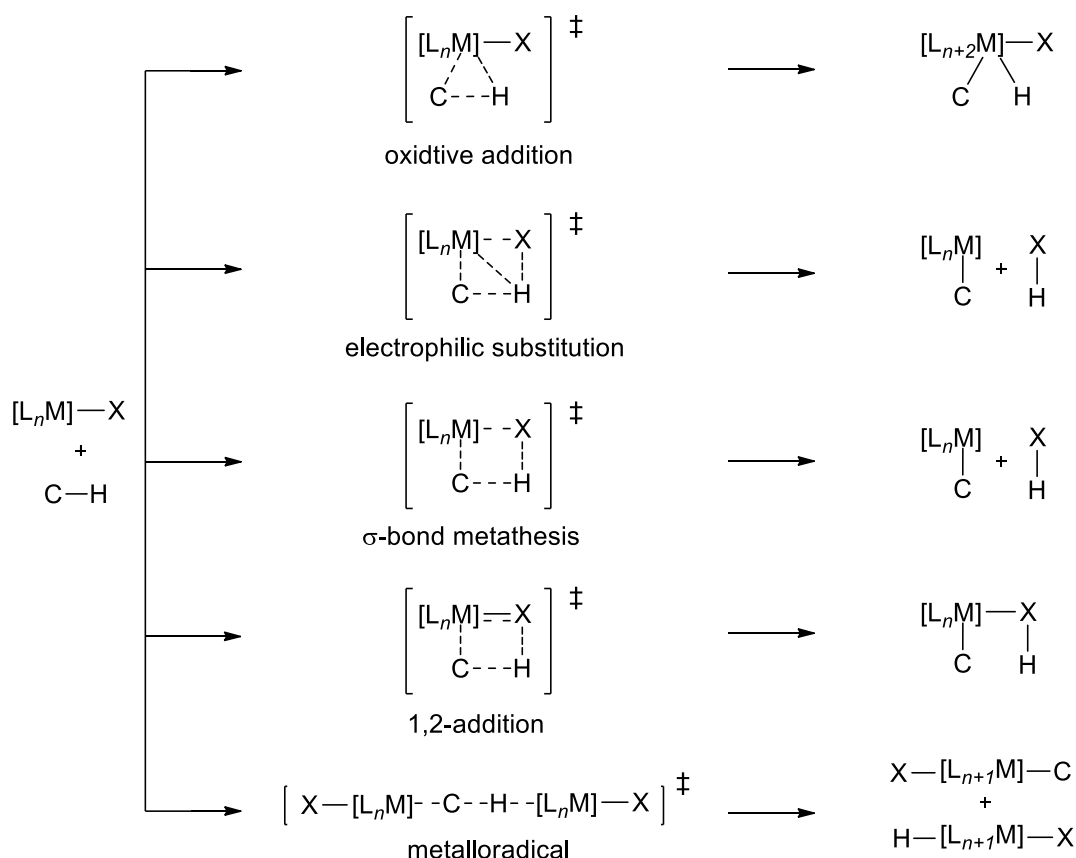 [LnM]—X ‡
C---H
[Ln+2M]—X
C H
oxidtive addition
[LnM]--X ‡
C---H
[LnM] + X
C H
electrophilic substitution
[LnM]—X
+
C—H
[LnM]--X ‡
C---H
[LnM] + X
C H
σ-bond metathesis
[LnM]=X ‡
C---H
[LnM]—X
C H
1,2-addition
X—[LnM]--C--H--[LnM]—X ‡
X—[Ln+1M]—C
+
H—[Ln+1M]—X
metalloradical